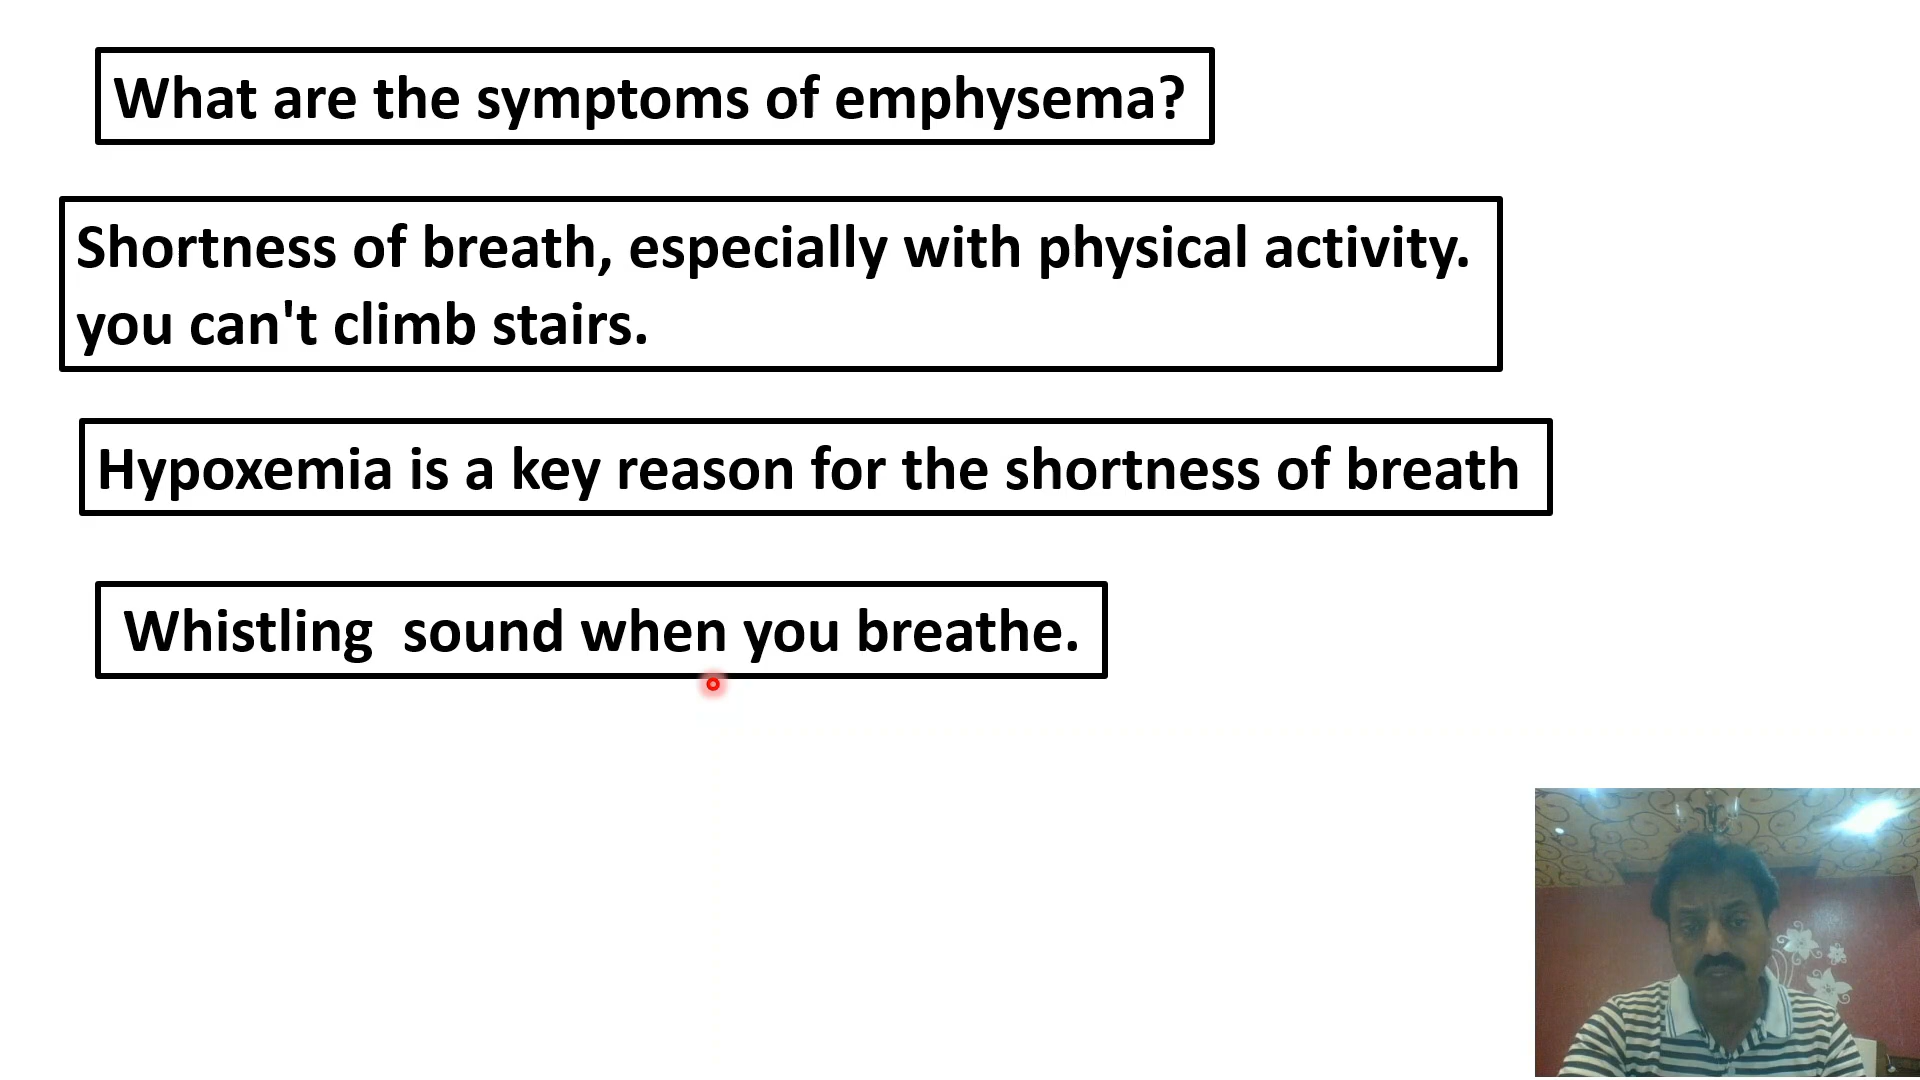 What are the symptoms of emphysema?
Shortness of breath, especially with physical activity.
you can't climb stairs.
Hypoxemia is a key reason for the shortness of breath
Whistling  sound when you breathe.